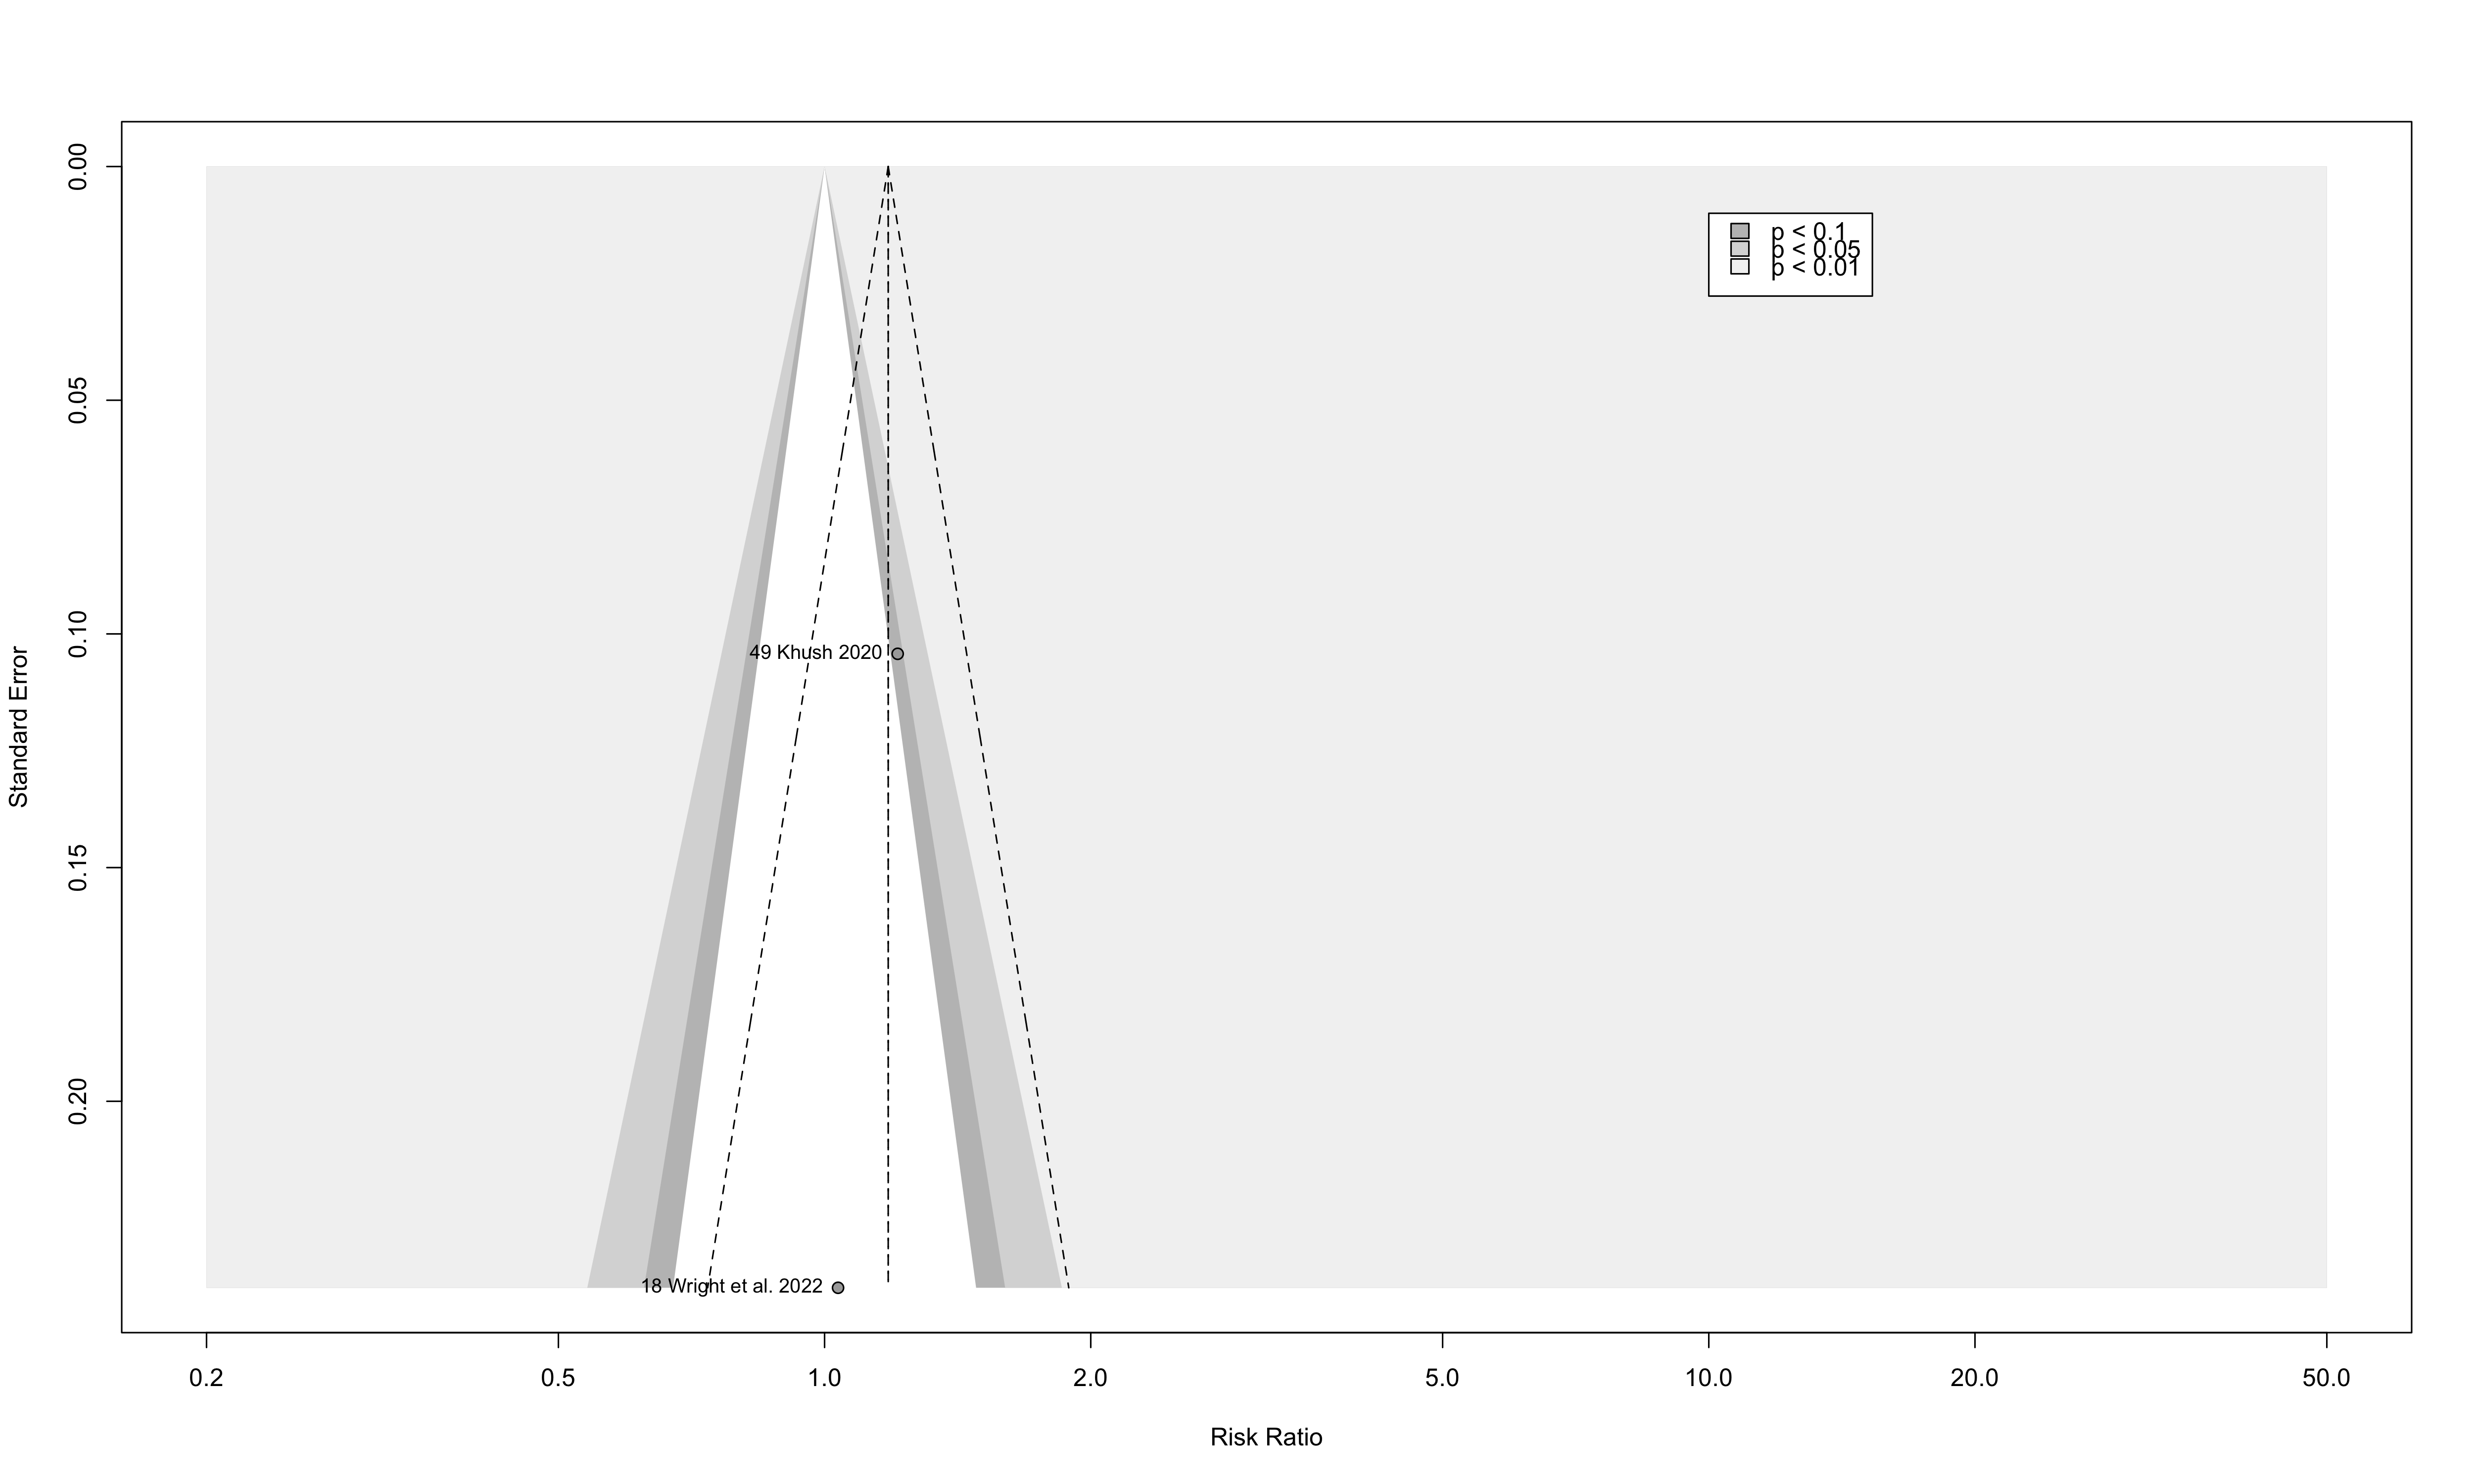 0.00
0.05
0.10
0.15
0.20
Standard Error
p < 0.1
p < 0.05
p < 0.01
49 Khush 2020
18 Wright et al. 2022
0.2 0.5 1.0 2.0 5.0 10.0 20.0 50.0
Risk Ratio